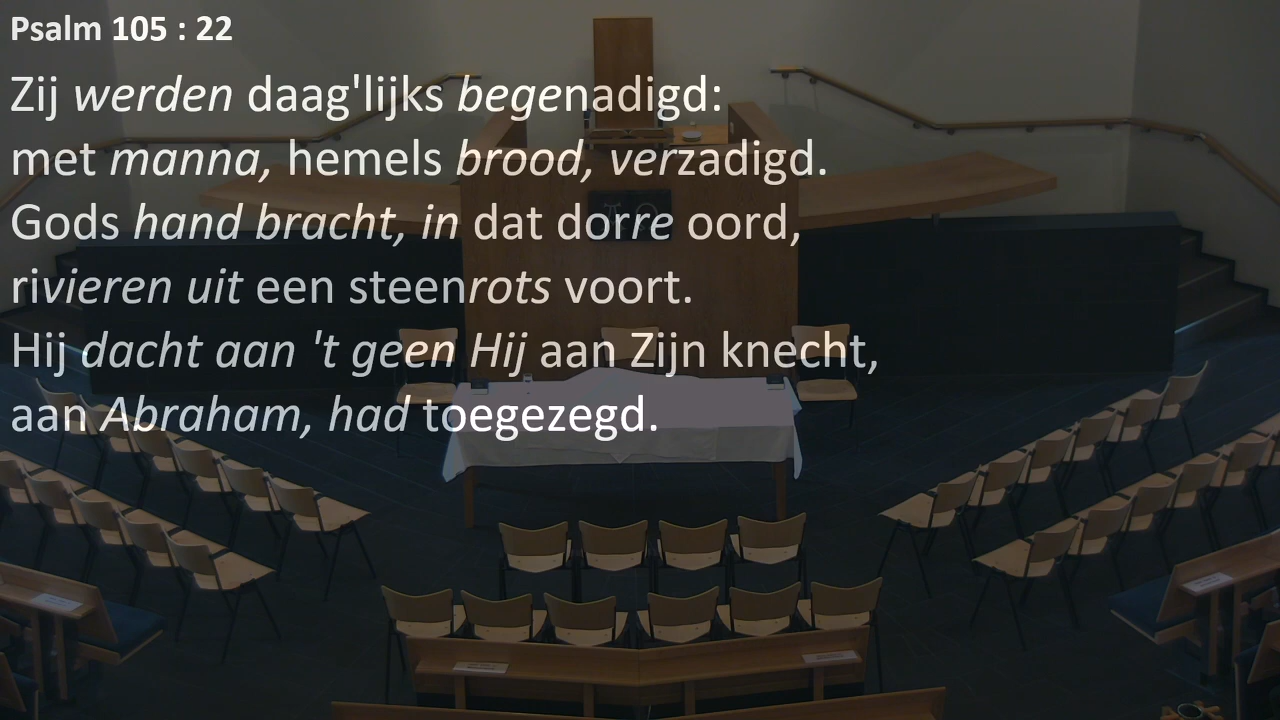 Psalm 105 : 22
Zij werden daag'lijks begenadigd:
met manna, hemels brood, verzadigd.
Gods hand bracht, in dat dorre oord,
rivieren uit een steenrots voort.
Hij dacht aan 't geen Hij aan Zijn knecht,
aan Abraham, had toegezegd.